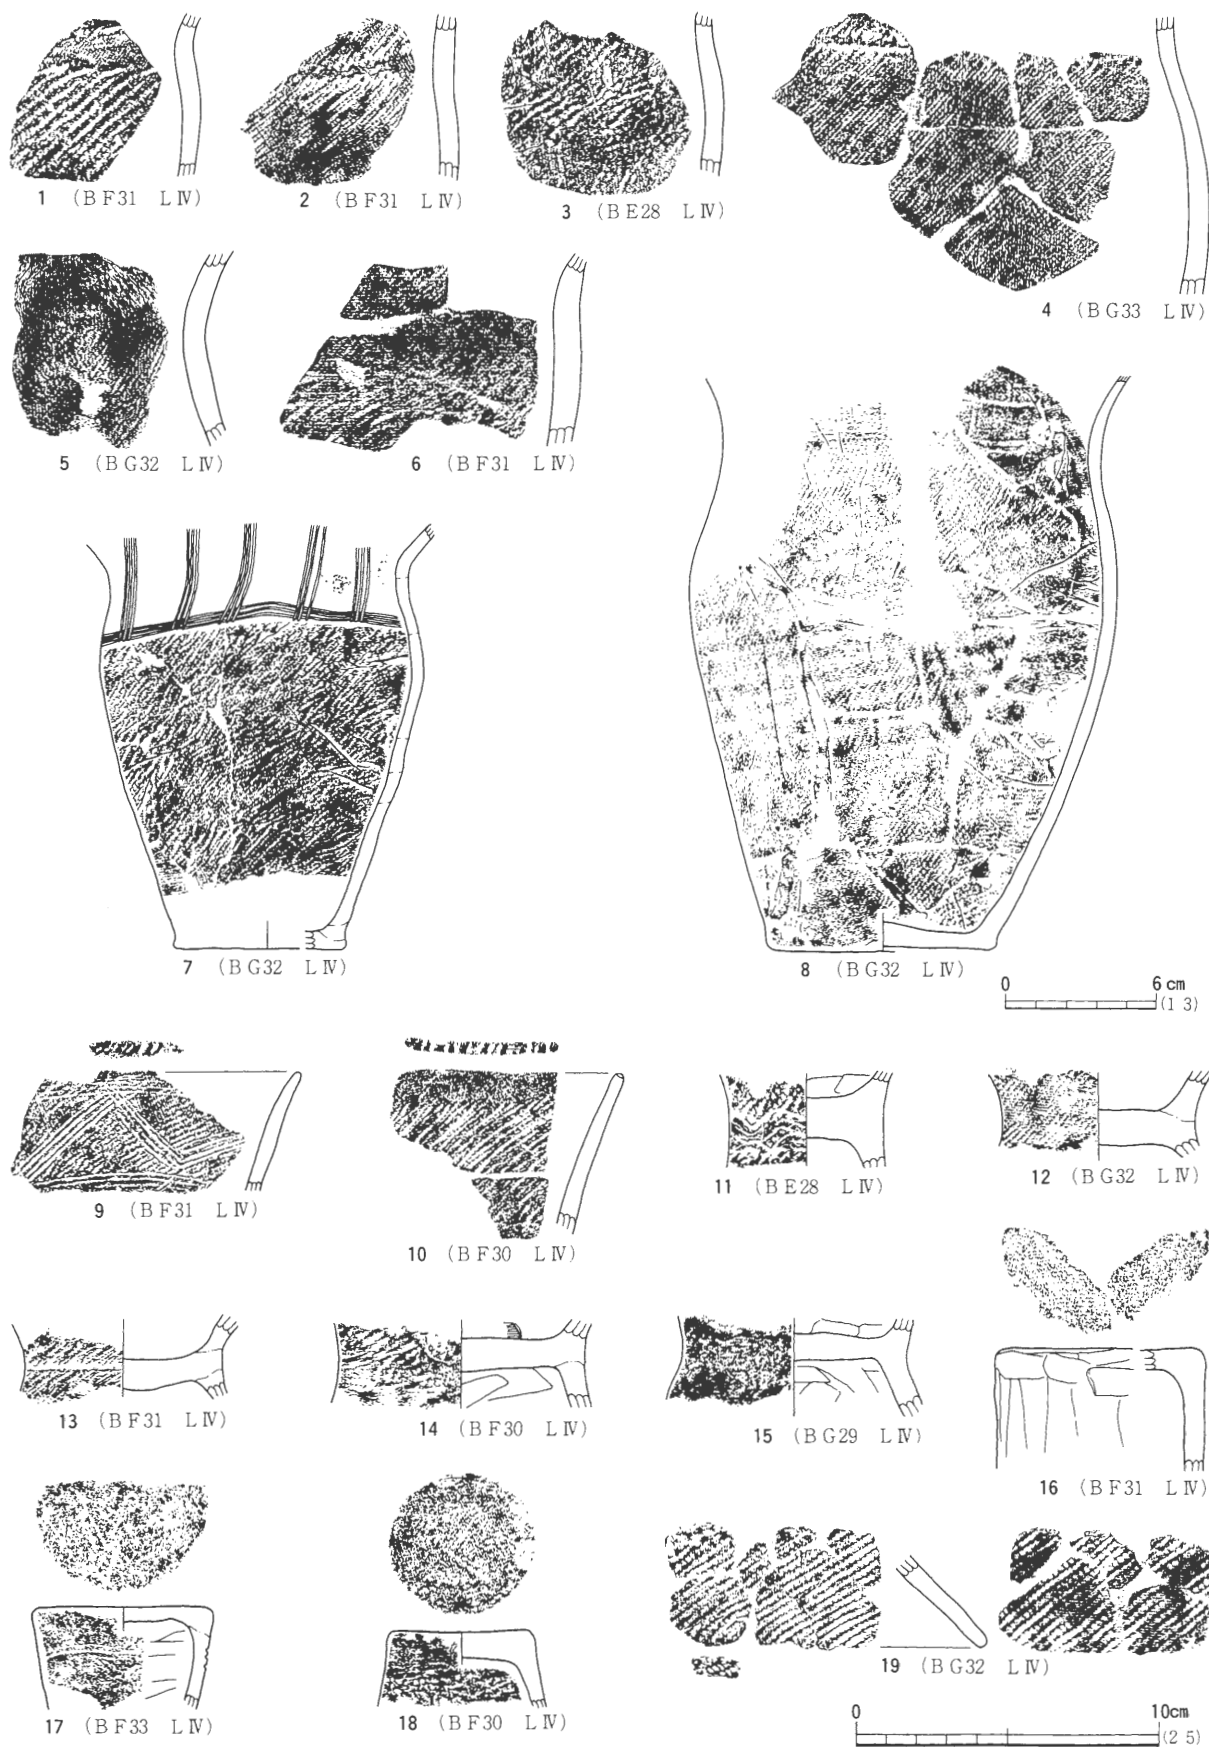 1 (BF31 LⅣ)
2 (BF31 LⅣ)
3 (BE28 LⅣ)
4 (BG33 LⅣ)
5 (BG32 LⅣ)
6 (BF31 LⅣ)
7 (BG32 LⅣ)
8 (BG32 LⅣ)
0 6cm
(1 3)
9 (BF31 LⅣ)
10 (BF30 LⅣ)
11 (BE28 LⅣ)
12 (BG32 LⅣ)
13 (BF31 LⅣ)
14 (BF30 LⅣ)
15 (BG29 LⅣ)
16 (BF31 LⅣ)
17 (BF33 LⅣ)
18 (BF30 LⅣ)
19 (BG32 LⅣ)
0 10cm
(2 5)